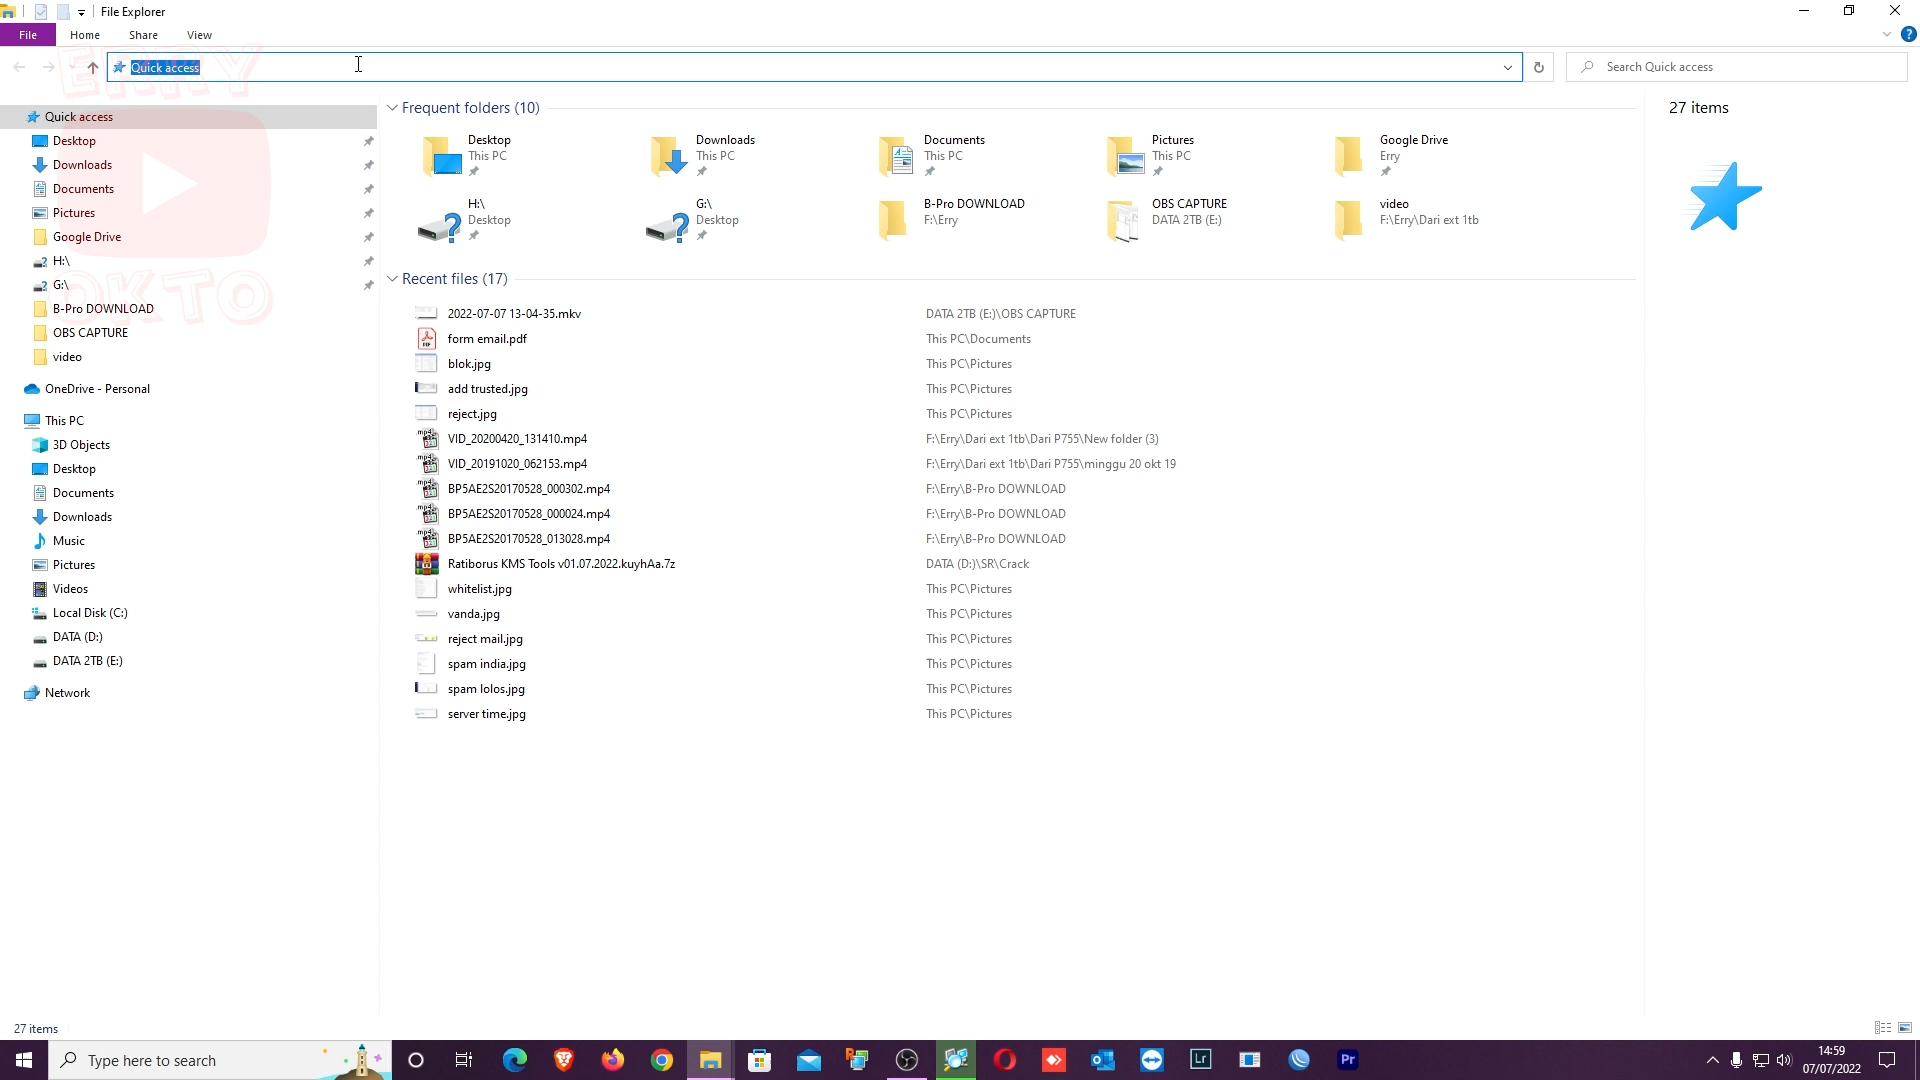 File Explorer
File Home Share View
Quick access
Search Quick access
ERRY
OKTO
Quick access
Desktop
Downloads
Documents
Pictures
Google Drive
H:\
G:\
B-Pro DOWNLOAD
OBS CAPTURE
video
OneDrive - Personal
This PC
3D Objects
Desktop
Documents
Downloads
Music
Pictures
Videos
Local Disk (C:)
DATA (D:)
DATA 2TB (E:)
Network
Frequent folders (10)
Desktop
This PC
Downloads
This PC
Documents
This PC
Pictures
This PC
Google Drive
Erry
H:\
Desktop
G:\
Desktop
B-Pro DOWNLOAD
F:\Erry
OBS CAPTURE
DATA 2TB (E:)
video
F:\Erry\Dari ext 1tb
Recent files (17)
2022-07-07 13-04-35.mkv DATA 2TB (E:)\OBS CAPTURE
form email.pdf This PC\Documents
blok.jpg This PC\Pictures
add trusted.jpg This PC\Pictures
reject.jpg This PC\Pictures
VID_20200420_131410.mp4 F:\Erry\Dari ext 1tb\Dari P755\New folder (3)
VID_20191020_062153.mp4 F:\Erry\Dari ext 1tb\Dari P755\minggu 20 okt 19
BP5AE2S20170528_000302.mp4 F:\Erry\B-Pro DOWNLOAD
BP5AE2S20170528_000024.mp4 F:\Erry\B-Pro DOWNLOAD
BP5AE2S20170528_013028.mp4 F:\Erry\B-Pro DOWNLOAD
Ratiborus KMS Tools v01.07.2022.kuyhAa.7z DATA (D:)\SR\Crack
whitelist.jpg This PC\Pictures
vanda.jpg This PC\Pictures
reject mail.jpg This PC\Pictures
spam india.jpg This PC\Pictures
spam lolos.jpg This PC\Pictures
server time.jpg This PC\Pictures
27 items
27 items
Type here to search
Lr
Pr
14:59
07/07/2022